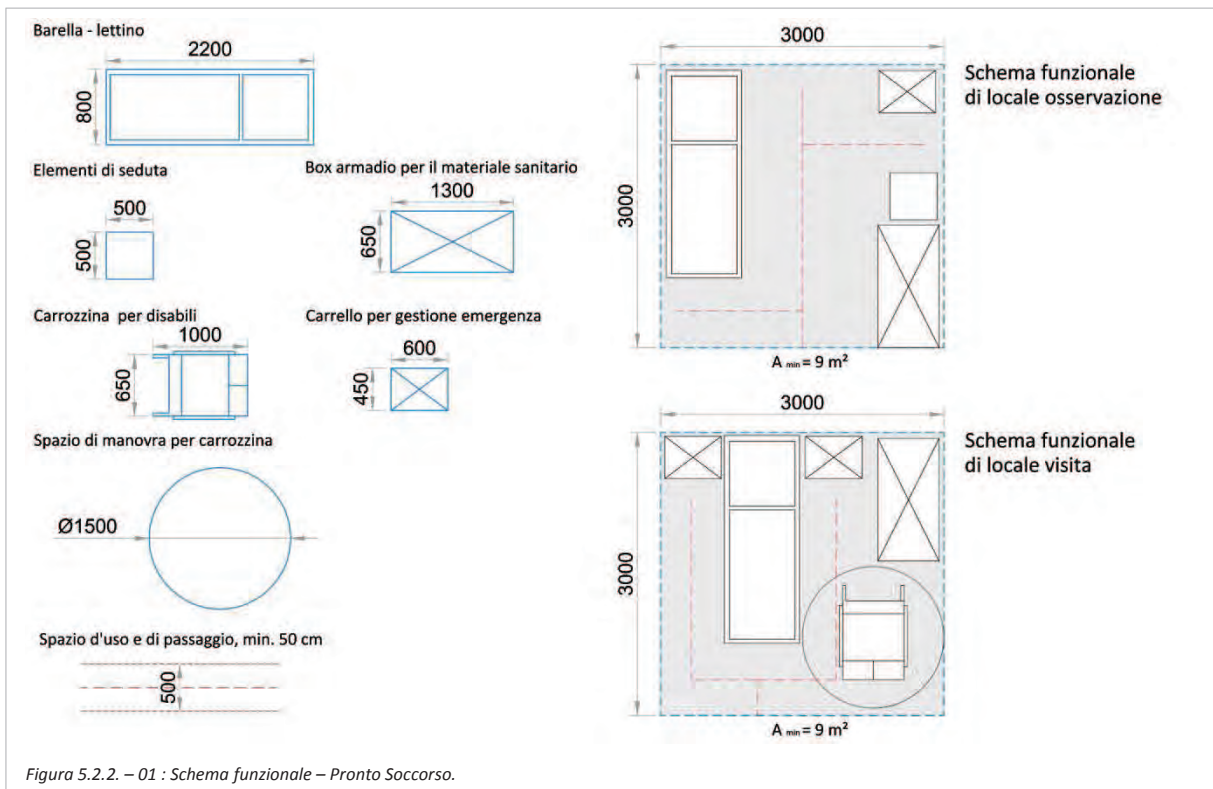 Barella - lettino
2200
800
Elementi di seduta
500
500
Box armadio per il materiale sanitario
1300
650
Carrozzina per disabili
1000
650
Carrello per gestione emergenza
600
450
Spazio di manovra per carrozzina
Ø1500
Spazio d'uso e di passaggio, min. 50 cm
500
3000
3000
Schema funzionale
di locale osservazione
A min = 9 m²
3000
3000
Schema funzionale
di locale visita
A min = 9 m²
Figura 5.2.2. – 01 : Schema funzionale – Pronto Soccorso.